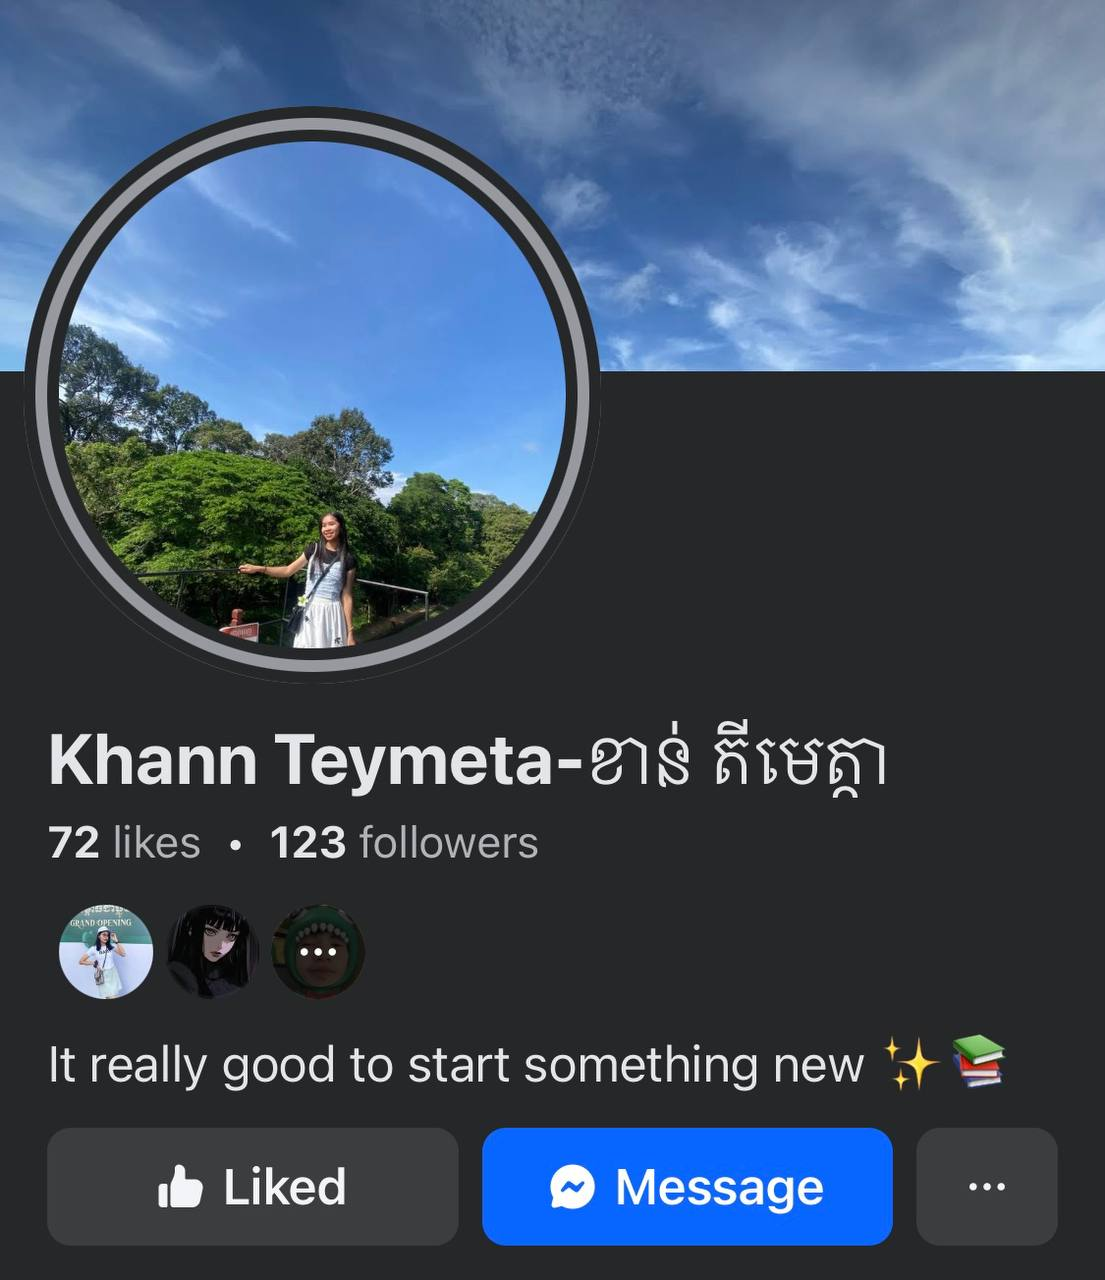 GRAND OPENING
Khann Teymeta-ខាន់ តីមេត្តា
72 likes • 123 followers
It really good to start something new ✨📚
Liked
Message